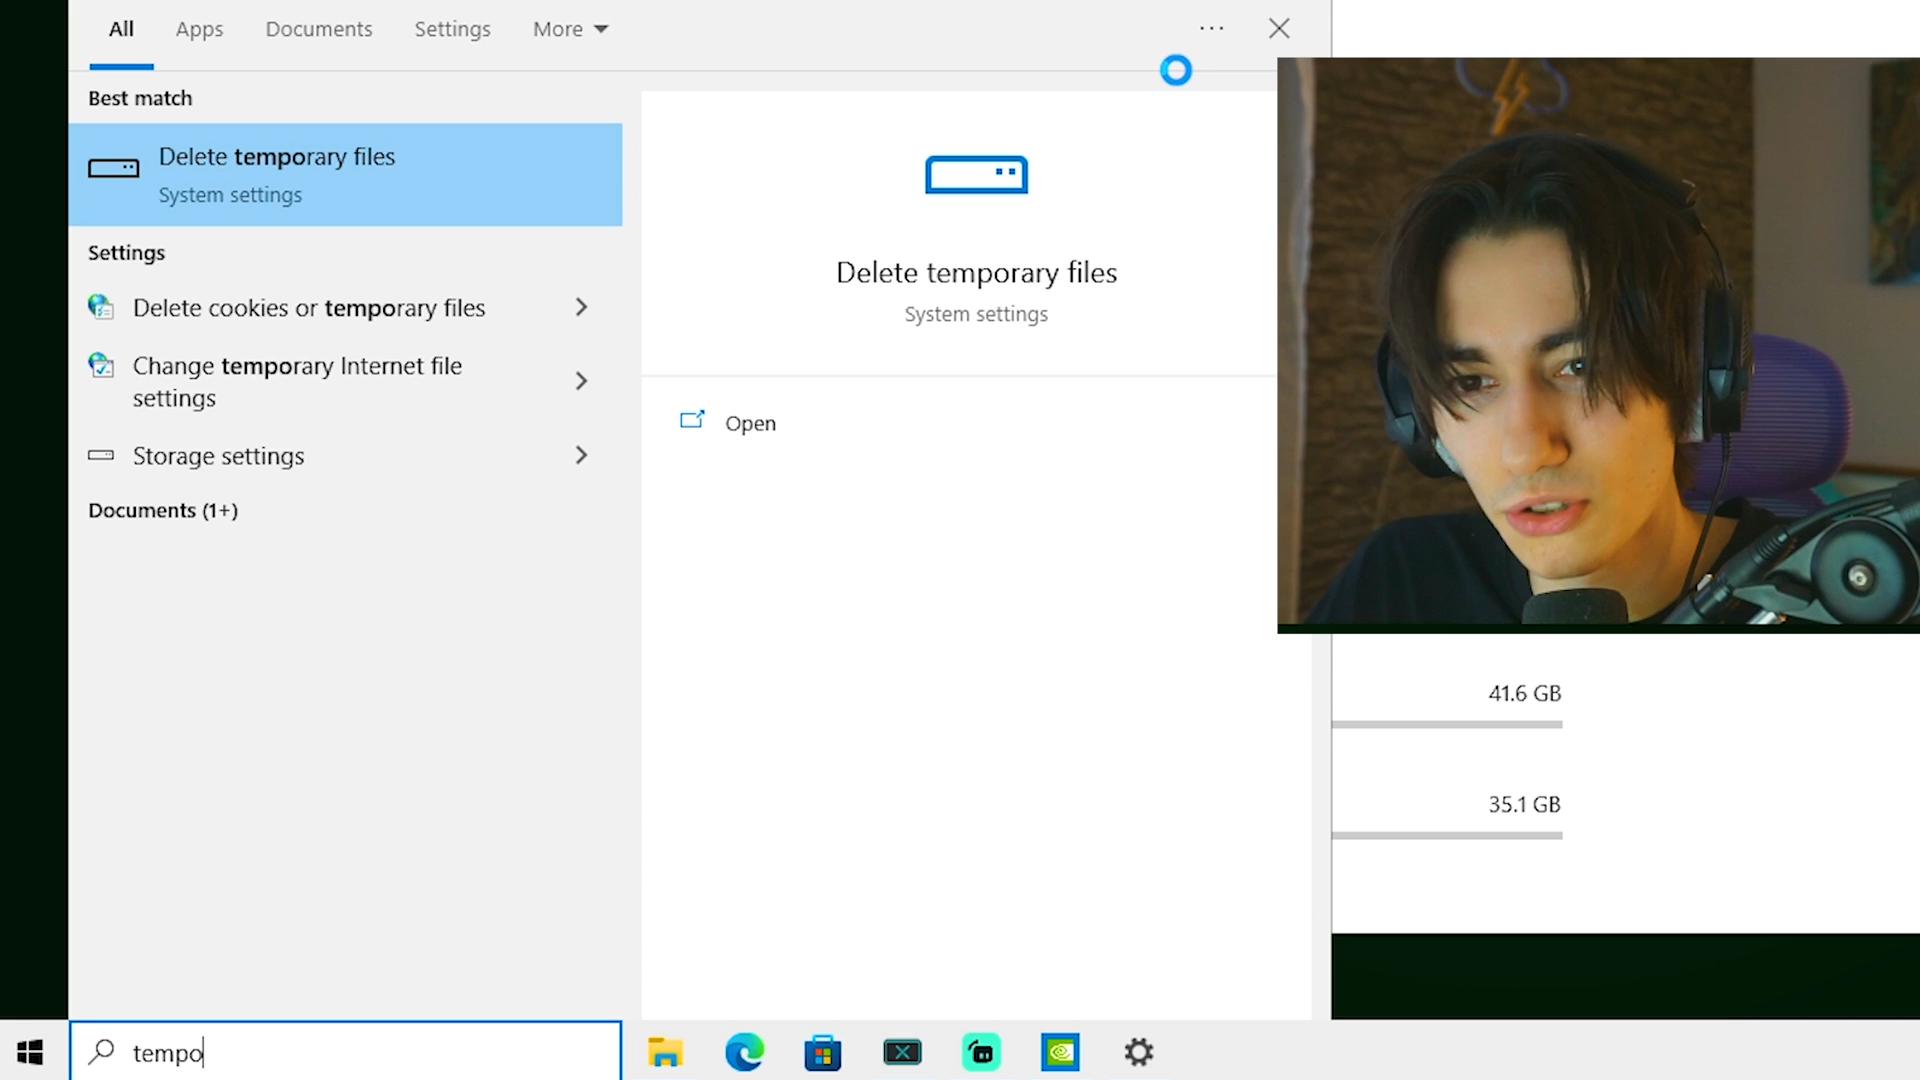 All Apps Documents Settings More
Best match
Delete temporary files
System settings
Settings
Delete cookies or temporary files
Change temporary Internet file
settings
Storage settings
Documents (1+)
Delete temporary files
System settings
Open
41.6 GB
35.1 GB
tempo